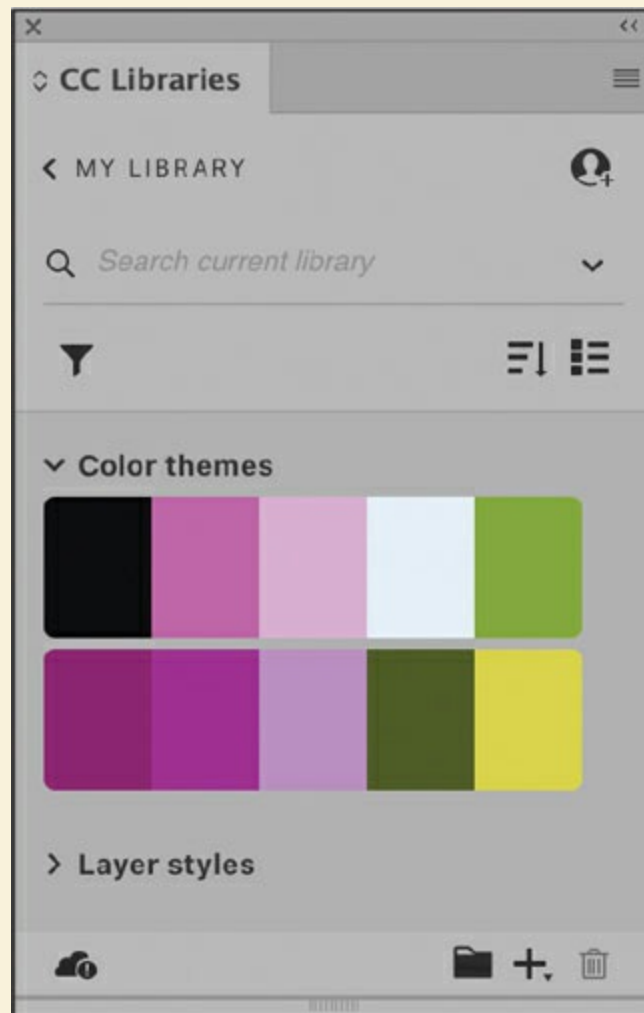 CC Libraries
MY LIBRARY
Search current library
Color themes
Layer styles